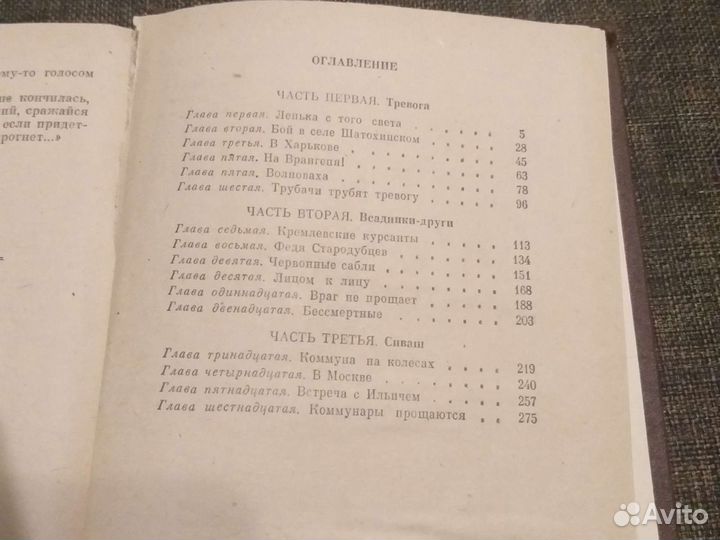 му-то голосом
не кончилась,
ий, сражайся
если придет-
рогнет...»
ОГЛАВЛЕНИЕ
ЧАСТЬ ПЕРВАЯ. Тревога
Глава первая. Ленька с того света . . . . 5
Глава вторая. Бой в селе Шатохинском . . . . 28
Глава третья. В Харькове . . . . . . 45
Глава пятая. На Врангеля! . . . . . . 63
Глава пятая. Волноваха . . . . . . 78
Глава шестая. Трубачи трубят тревогу . . . . 96
ЧАСТЬ ВТОРАЯ. Всадники-други
Глава седьмая. Кремлевские курсанты . . . . 113
Глава восьмая. Федя Стародубцев . . . . . 134
Глава девятая. Червонные сабли . . . . . 151
Глава десятая. Лицом к лицу . . . . . . 168
Глава одиннадцатая. Враг не прощает . . . . 188
Глава двенадцатая. Бессмертные . . . . . 203
ЧАСТЬ ТРЕТЬЯ. Сиваш
Глава тринадцатая. Коммуна на колесах . . . . 219
Глава четырнадцатая. В Москве . . . . . . 240
Глава пятнадцатая. Встреча с Ильичем . . . . 257
Глава шестнадцатая. Коммунары прощаются . . . 275
Avito